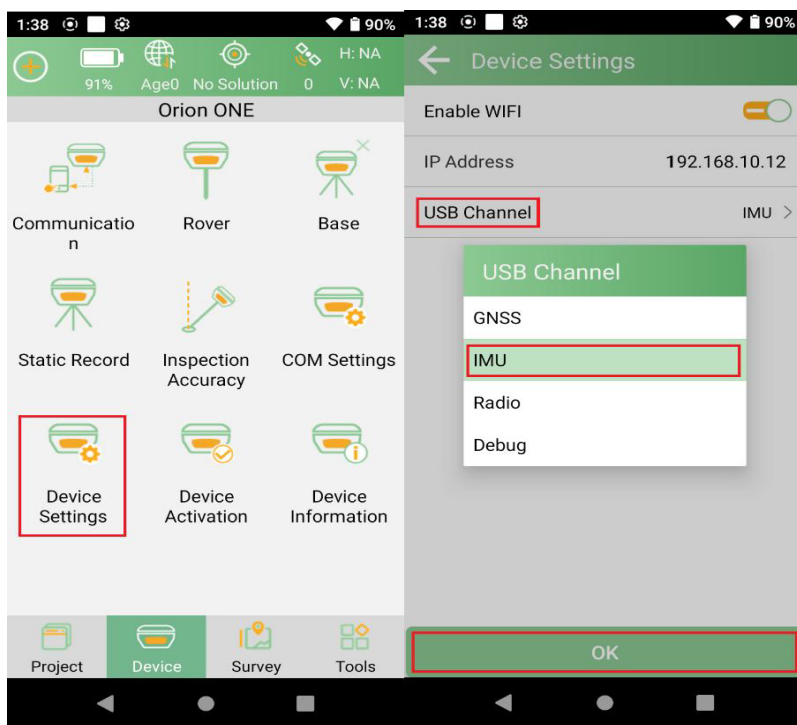 1:38
90%
H: NA
91%
Age0
No Solution
0
V: NA
Orion ONE
Communicatio
n
Rover
Base
Static Record
Inspection
Accuracy
COM Settings
Device
Settings
Device
Activation
Device
Information
Project
Device
Survey
Tools
1:38
90%
Device Settings
Enable WIFI
IP Address
192.168.10.12
USB Channel
IMU >
USB Channel
GNSS
IMU
Radio
Debug
OK